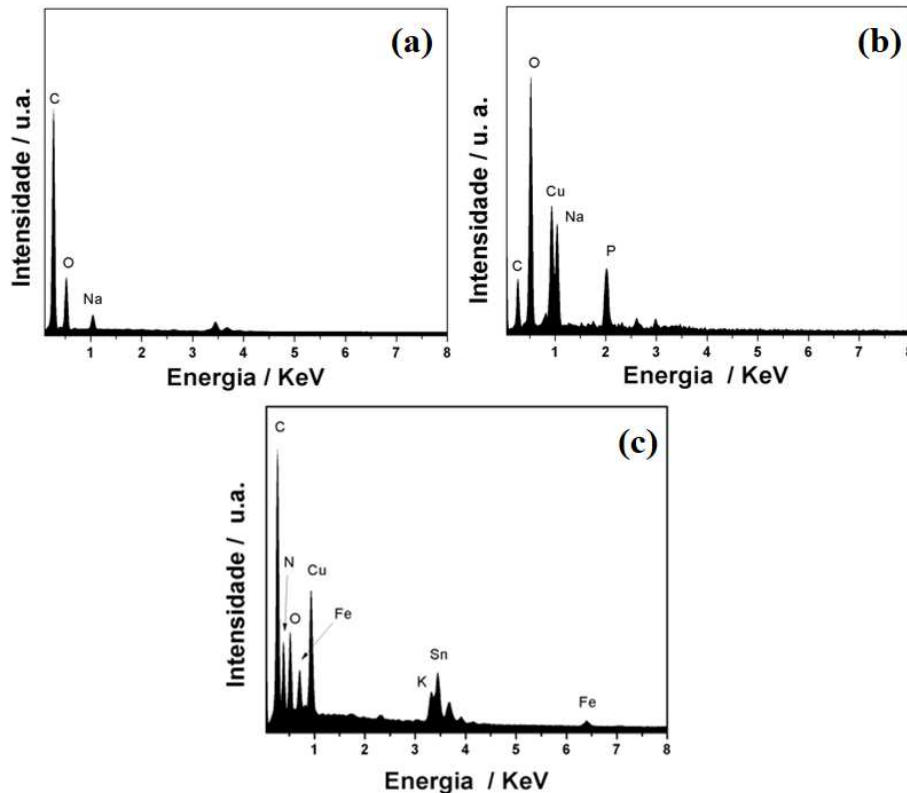 (a)
C
O
Na
Intensidade / u.a.
1 2 3 4 5 6 7 8
Energia / KeV
(b)
O
Cu
Na
C
P
Intensidade / u. a.
1 2 3 4 5 6 7 8
Energia / KeV
(c)
C
N
Cu
O
Fe
Sn
K
Fe
Intensidade / u.a.
1 2 3 4 5 6 7 8
Energia / KeV